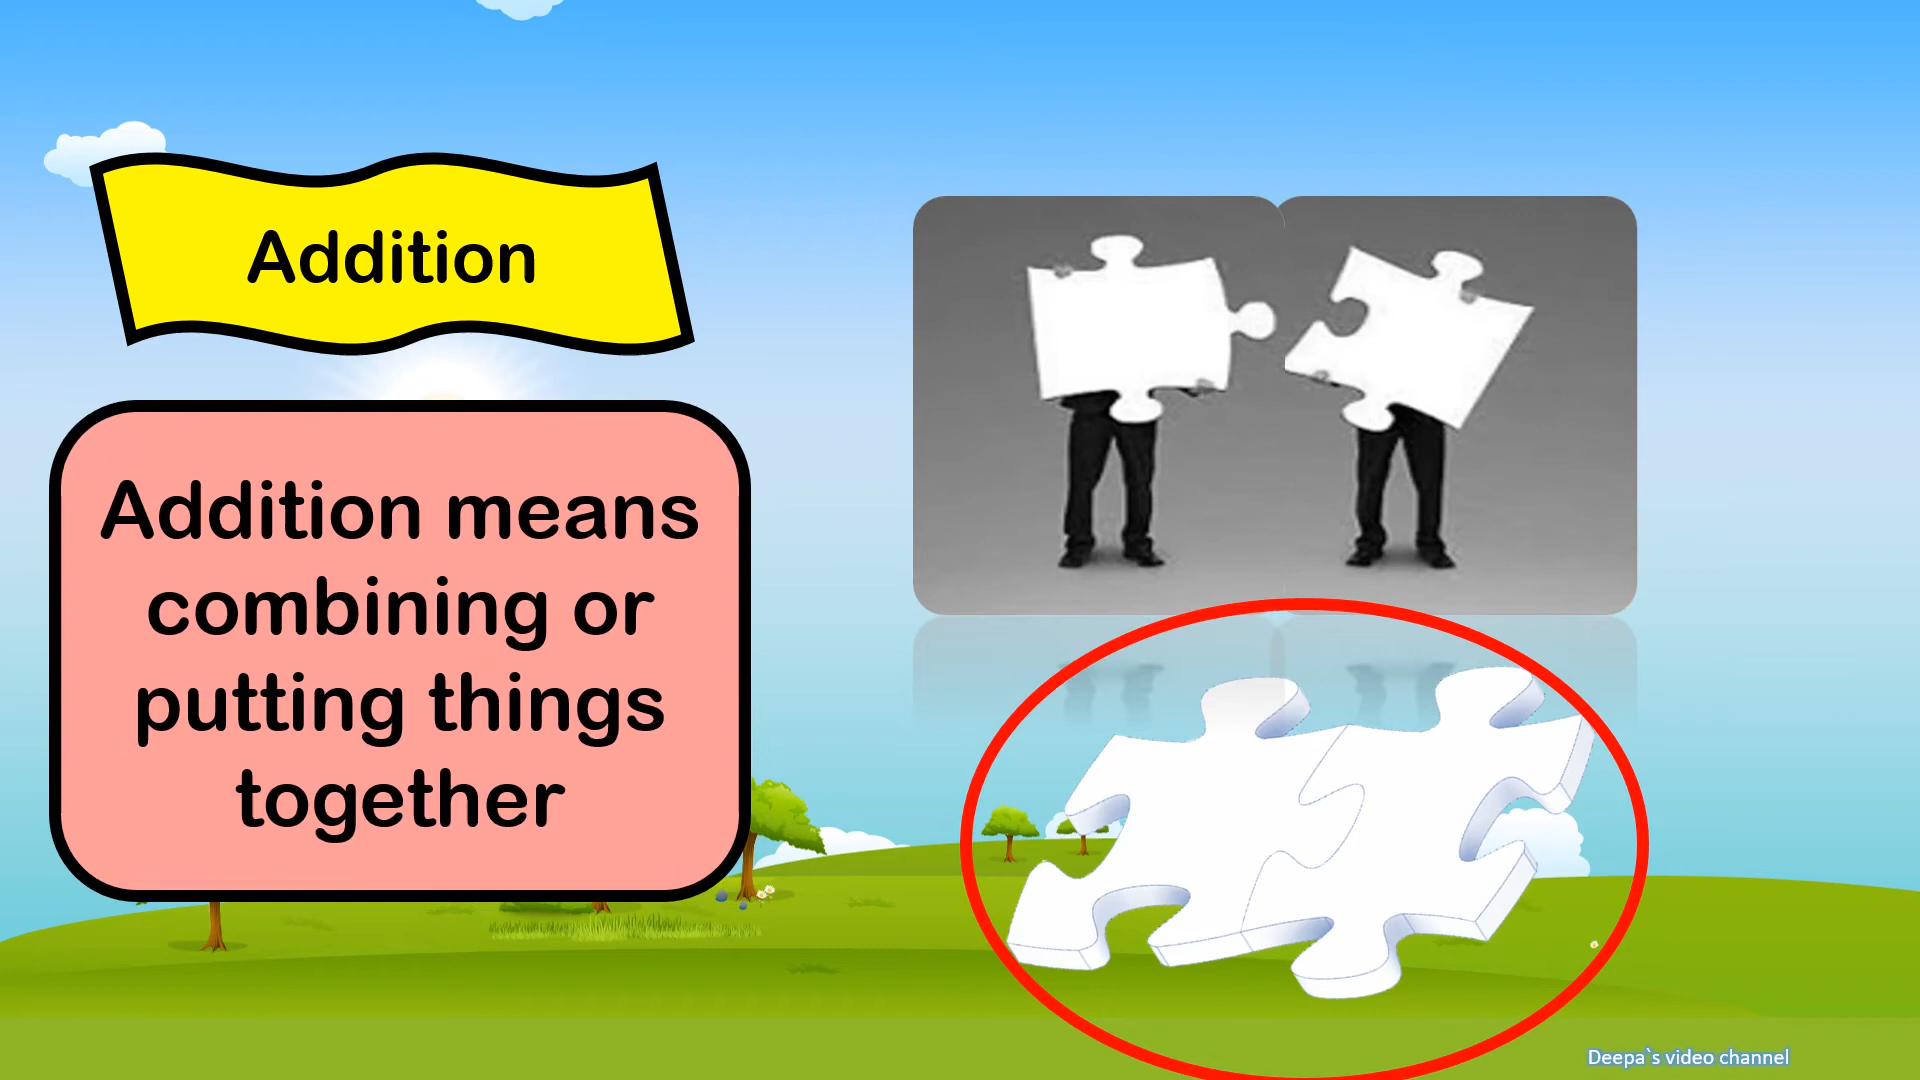 Addition
Addition means
combining or
putting things
together
Deepa`s video channel